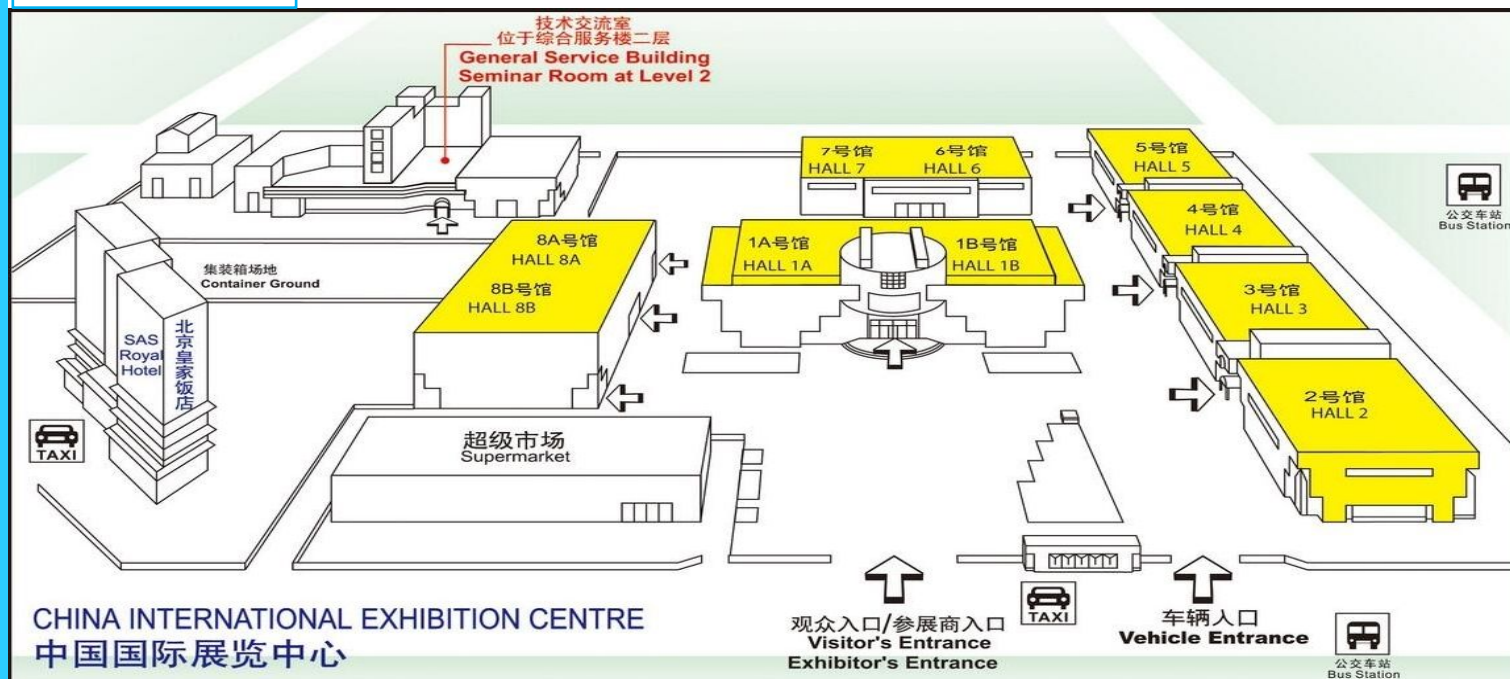 技术交流室
位于综合服务楼二层
General Service Building
Seminar Room at Level 2
7号馆
HALL 7
6号馆
HALL 6
5号馆
HALL 5
公交车站
Bus Station
4号馆
HALL 4
8A号馆
HALL 8A
1A号馆
HALL 1A
1B号馆
HALL 1B
集装箱场地
Container Ground
8B号馆
HALL 8B
3号馆
HALL 3
SAS
Royal
Hotel
北京皇家饭店
2号馆
HALL 2
TAXI
超级市场
Supermarket
CHINA INTERNATIONAL EXHIBITION CENTRE
中国国际展览中心
观众入口/参展商入口
Visitor's Entrance
Exhibitor's Entrance
TAXI
车辆入口
Vehicle Entrance
公交车站
Bus Station